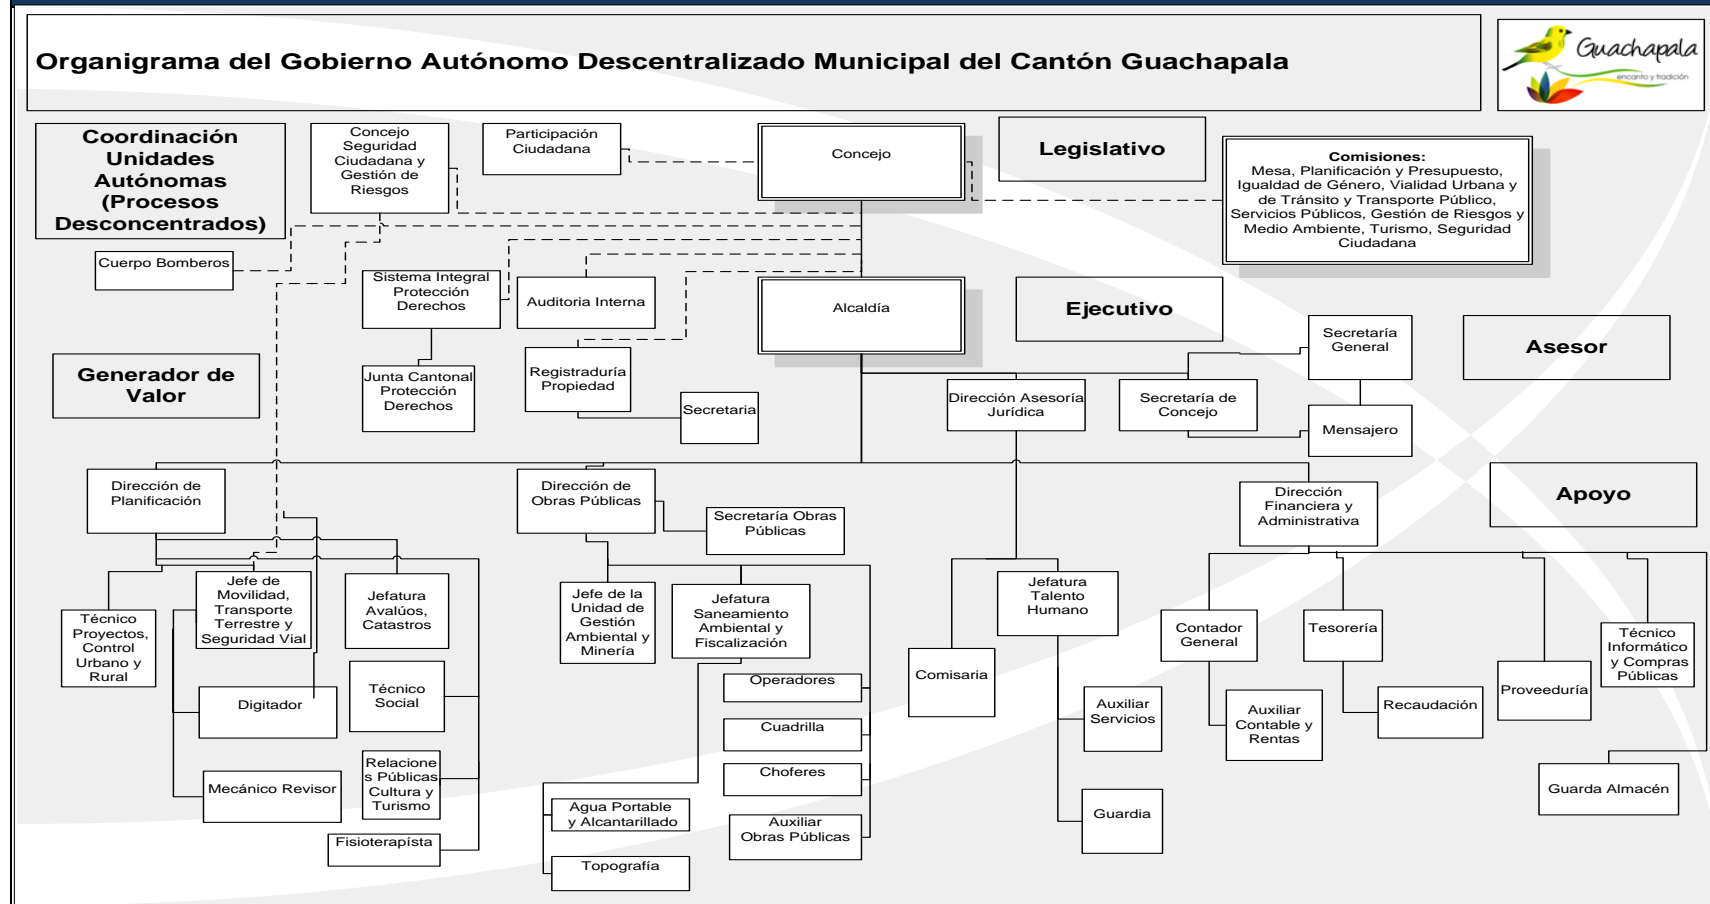 Organigrama del Gobierno Autónomo Descentralizado Municipal del Cantón Guachapala
Guachapala
encanto y tradición
Coordinación
Unidades
Autónomas
(Procesos
Desconcentrados)
Concejo
Seguridad
Ciudadana y
Gestión de
Riesgos
Participación
Ciudadana
Concejo
Legislativo
Comisiones:
Mesa, Planificación y Presupuesto,
Igualdad de Género, Vialidad Urbana y
de Tránsito y Transporte Público,
Servicios Públicos, Gestión de Riesgos y
Medio Ambiente, Turismo, Seguridad
Ciudadana
Cuerpo Bomberos
Sistema Integral
Protección
Derechos
Auditoria Interna
Alcaldía
Ejecutivo
Secretaría
General
Asesor
Generador de
Valor
Junta Cantonal
Protección
Derechos
Registraduría
Propiedad
Secretaria
Dirección Asesoría
Jurídica
Secretaría de
Concejo
Mensajero
Dirección de
Planificación
Dirección de
Obras Públicas
Secretaría Obras
Públicas
Dirección
Financiera y
Administrativa
Apoyo
Técnico
Proyectos,
Control
Urbano y
Rural
Jefe de
Movilidad,
Transporte
Terrestre y
Seguridad Vial
Jefatura
Avalúos,
Catastros
Jefe de la
Unidad de
Gestión
Ambiental y
Minería
Jefatura
Saneamiento
Ambiental y
Fiscalización
Jefatura
Talento
Humano
Contador
General
Tesorería
Técnico
Informático
y Compras
Públicas
Digitador
Técnico
Social
Operadores
Comisaria
Auxiliar
Servicios
Auxiliar
Contable y
Rentas
Recaudación
Proveeduría
Cuadrilla
Mecánico Revisor
Relacione
s Públicas
Cultura y
Turismo
Choferes
Guarda Almacén
Agua Portable
y Alcantarillado
Auxiliar
Obras Públicas
Guardia
Fisioterapísta
Topografía